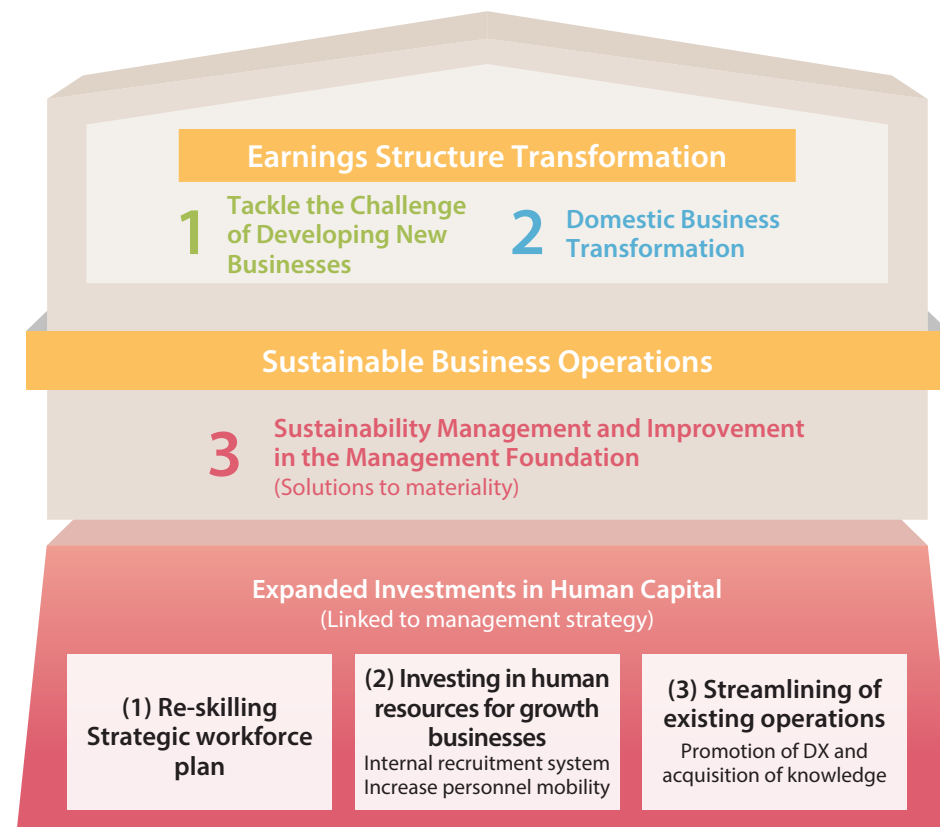 Earnings Structure Transformation
1
Tackle the Challenge
of Developing New
Businesses
2
Domestic Business
Transformation
Sustainable Business Operations
3
Sustainability Management and Improvement
in the Management Foundation
(Solutions to materiality)
Expanded Investments in Human Capital
(Linked to management strategy)
(1) Re-skilling
Strategic workforce
plan
(2) Investing in human
resources for growth
businesses
Internal recruitment system
Increase personnel mobility
(3) Streamlining of
existing operations
Promotion of DX and
acquisition of knowledge